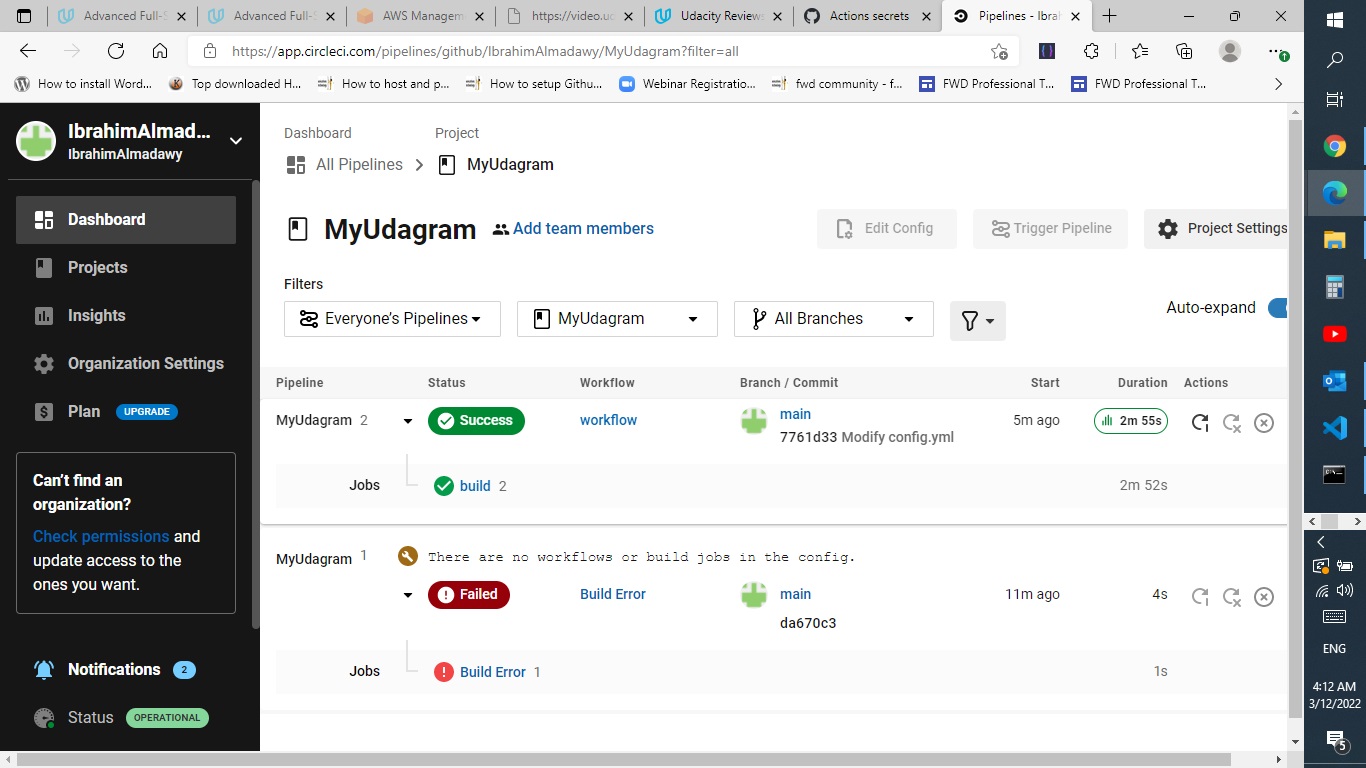 Advanced Full-S
Advanced Full-S
AWS Managem
https://video.uc
Udacity Reviews
Actions secrets
Pipelines - Ibrah
https://app.circleci.com/pipelines/github/IbrahimAlmadawy/MyUdagram?filter=all
How to install Word...
Top downloaded H...
How to host and p...
How to setup Githu...
Webinar Registratio...
fwd community - f...
FWD Professional T...
FWD Professional T...
IbrahimAlmad...
IbrahimAlmadawy
Dashboard
Projects
Insights
Organization Settings
Plan UPGRADE
Can't find an
organization?
Check permissions and
update access to the
ones you want.
Notifications 2
Status OPERATIONAL
Dashboard Project
All Pipelines MyUdagram
MyUdagram Add team members
Edit Config
Trigger Pipeline
Project Settings
Filters
Everyone's Pipelines
MyUdagram
All Branches
Auto-expand
Pipeline Status Workflow Branch / Commit Start Duration Actions
MyUdagram 2 Success workflow main 5m ago 2m 55s
7761d33 Modify config.yml
Jobs build 2 2m 52s
MyUdagram 1 There are no workflows or build jobs in the config.
Failed Build Error main 11m ago 4s
da670c3
Jobs Build Error 1 1s
ENG
4:12 AM
3/12/2022
5